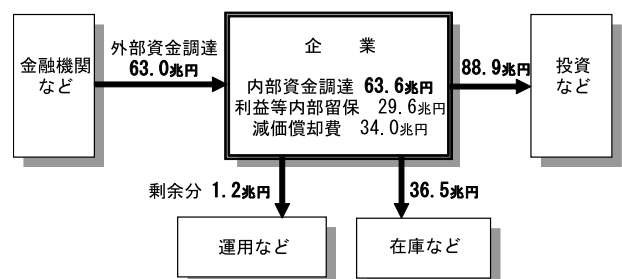 金融機関
など
外部資金調達
63.0兆円
企　業
内部資金調達 63.6兆円
利益等内部留保 29.6兆円
減価償却費 34.0兆円
88.9兆円
投資
など
剰余分 1.2兆円
36.5兆円
運用など
在庫など